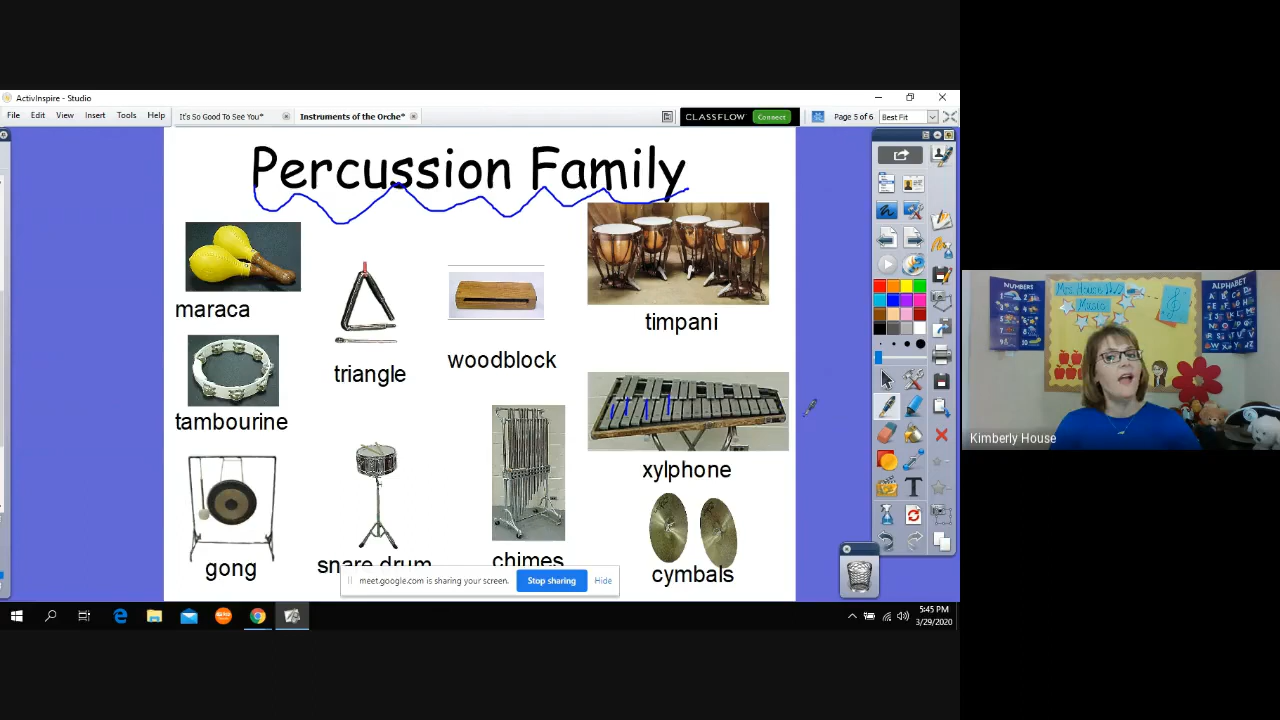 ActivInspire - Studio
File Edit View Insert Tools Help
It's So Good To See You*
Instruments of the Orche*
CLASSFLOW Connect
Page 5 of 6
Best Fit
Percussion Family
maraca
triangle
woodblock
timpani
tambourine
xylphone
gong
snare drum
chimes
cymbals
meet.google.com is sharing your screen.
Stop sharing
Hide
5:45 PM
3/29/2020
NUMBERS
Mrs. House
Music
ALPHABET
Kimberly House